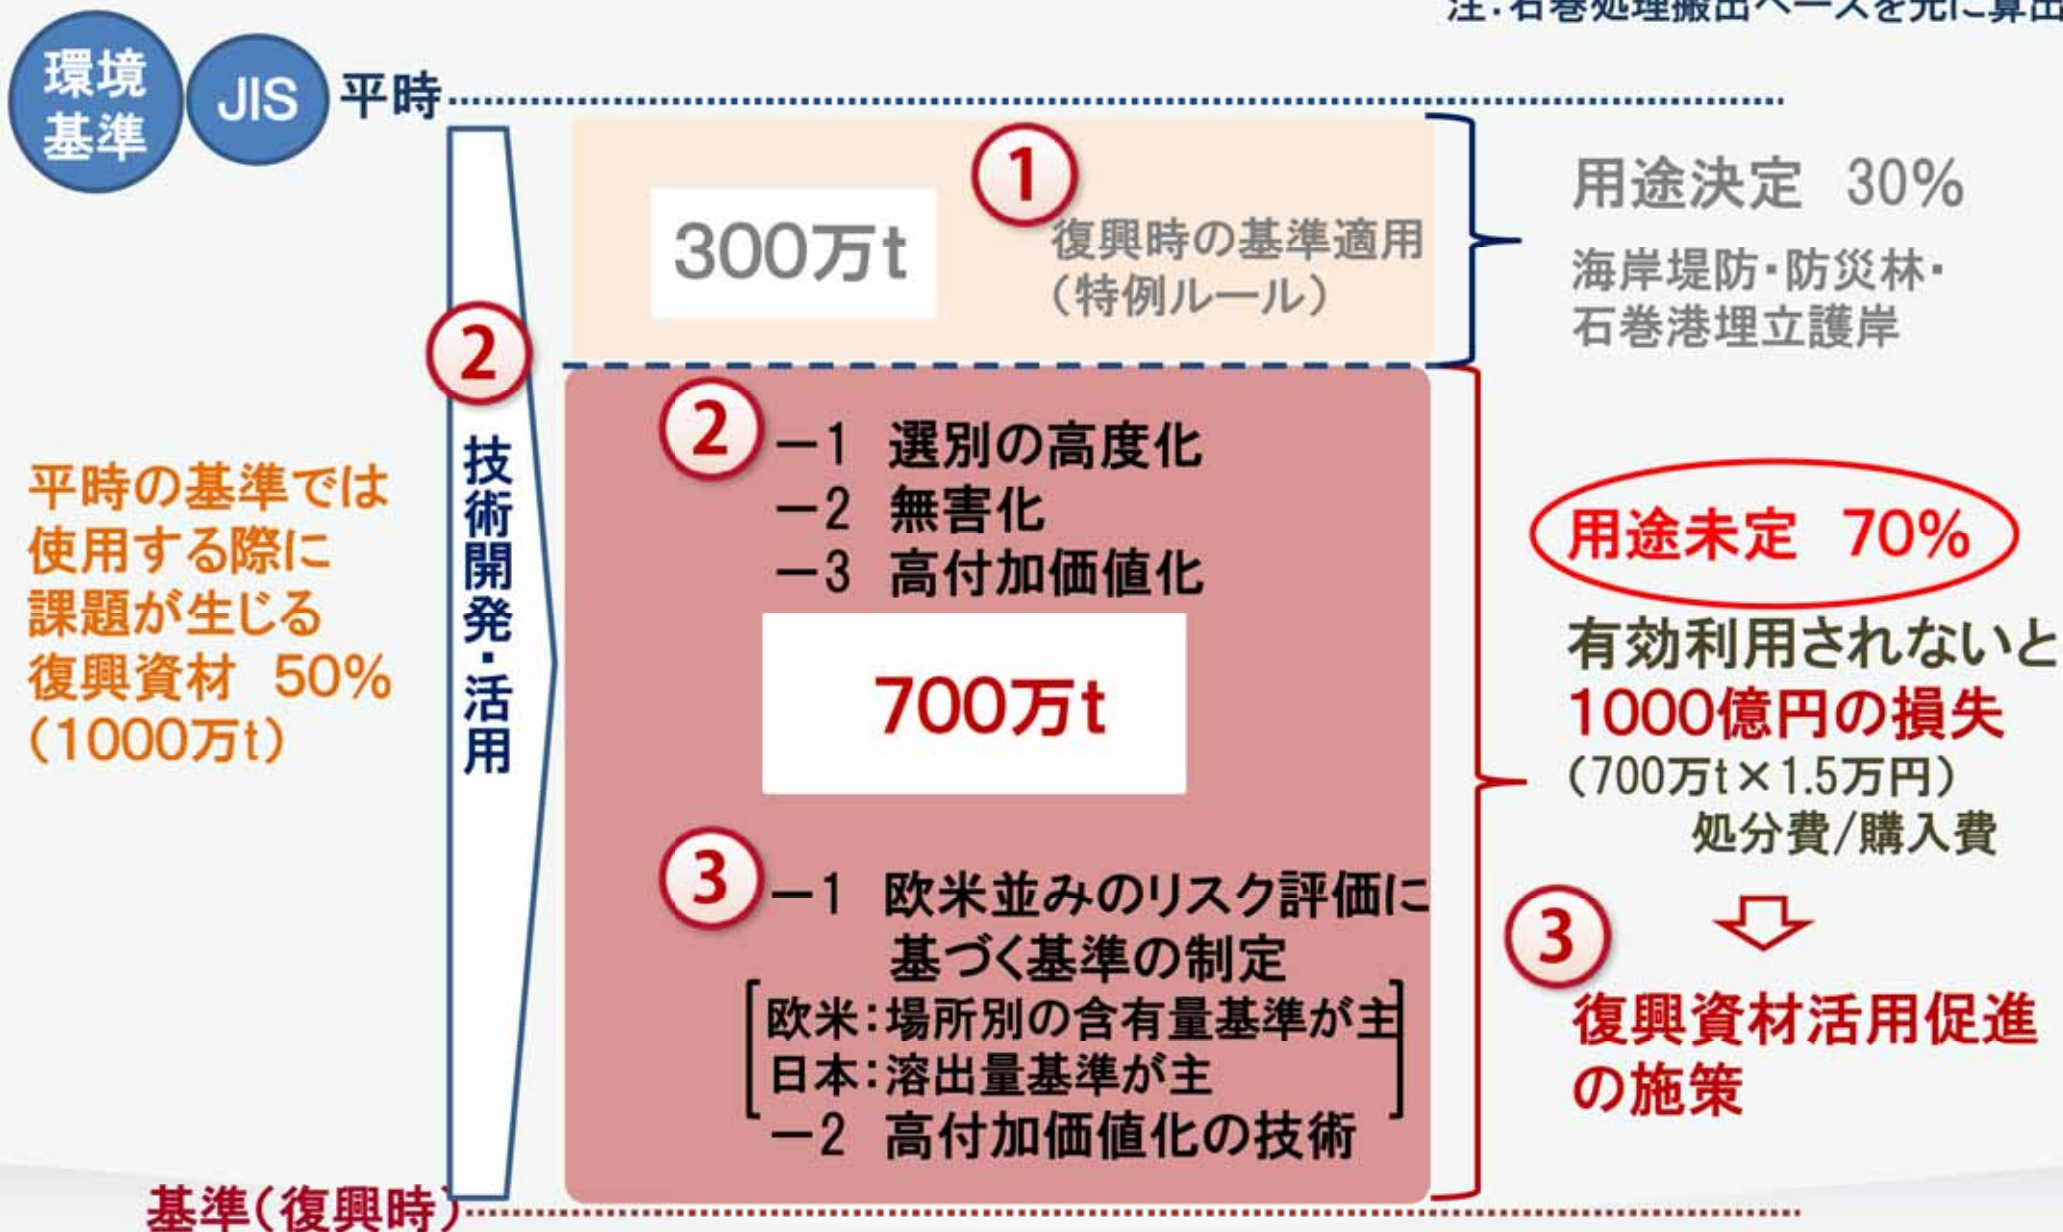 注:石巻処理搬出ベースを元に算出
環境
基準
JIS
平時
300万t
1
復興時の基準適用
(特例ルール)
用途決定 30%
海岸堤防・防災林・
石巻港埋立護岸
2
技術開発・活用
平時の基準では
使用する際に
課題が生じる
復興資材 50%
(1000万t)
2 －1 選別の高度化
－2 無害化
－3 高付加価値化
700万t
3 －1 欧米並みのリスク評価に
基づく基準の制定
欧米:場所別の含有量基準が主
日本:溶出量基準が主
－2 高付加価値化の技術
用途未定 70%
有効利用されないと
1000億円の損失
(700万t×1.5万円)
処分費/購入費
3
復興資材活用促進
の施策
基準(復興時)